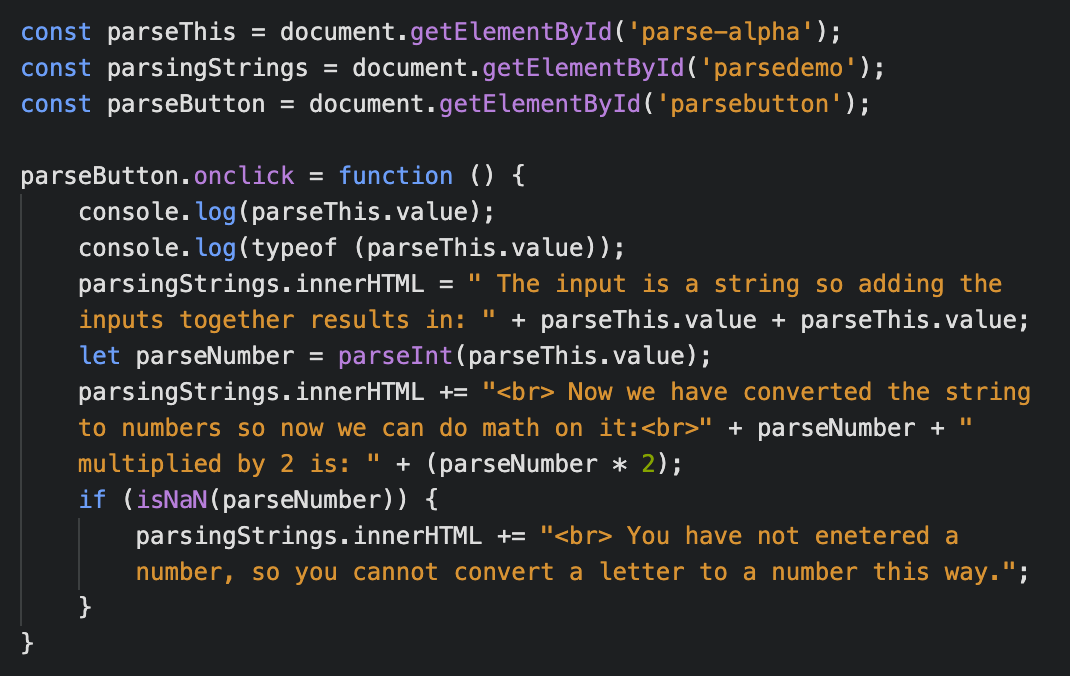 const parseThis = document.getElementById('parse-alpha');
const parsingStrings = document.getElementById('parsedemo');
const parseButton = document.getElementById('parsebutton');

parseButton.onclick = function () {
    console.log(parseThis.value);
    console.log(typeof (parseThis.value));
    parsingStrings.innerHTML = " The input is a string so adding the
    inputs together results in: " + parseThis.value + parseThis.value;
    let parseNumber = parseInt(parseThis.value);
    parsingStrings.innerHTML += "<br> Now we have converted the string
    to numbers so now we can do math on it:<br>" + parseNumber + "
    multiplied by 2 is: " + (parseNumber * 2);
    if (isNaN(parseNumber)) {
        parsingStrings.innerHTML += "<br> You have not enetered a
        number, so you cannot convert a letter to a number this way.";
    }
}